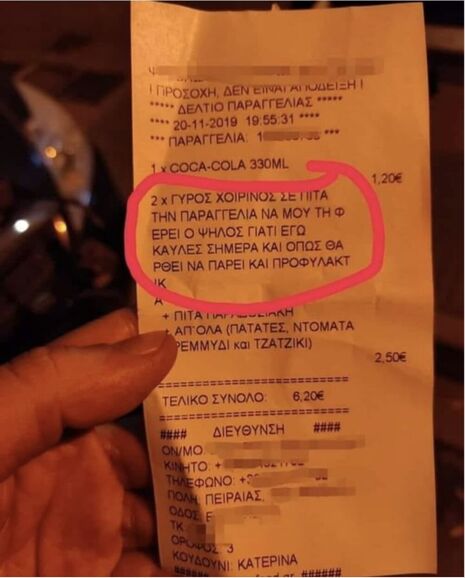 ! ΠΡΟΣΟΧΗ, ΔΕΝ ΕΙΝΑΙ ΑΠΟΔΕΙΞΗ !
***** ΔΕΛΤΙΟ ΠΑΡΑΓΓΕΛΙΑΣ *****
**** 20-11-2019 19:55:31 ****
*** ΠΑΡΑΓΓΕΛΙΑ: 1 ***
1 x COCA-COLA 330ML
1,20€
2 x ΓΥΡΟΣ ΧΟΙΡΙΝΟΣ ΣΕ ΠΙΤΑ
ΤΗΝ ΠΑΡΑΓΓΕΛΙΑ ΝΑ ΜΟΥ ΤΗ Φ
ΕΡΕΙ Ο ΨΗΛΟΣ ΓΙΑΤΙ ΕΓΩ
ΚΑΥΛΕΣ ΣΗΜΕΡΑ ΚΑΙ ΟΠΩΣ ΘΑ
ΡΘΕΙ ΝΑ ΠΑΡΕΙ ΚΑΙ ΠΡΟΦΥΛΑΚΤ
ΙΚ
Α
+ ΠΙΤΑ ΠΑΡΑΔΟΣΙΑΚΗ
+ ΑΠ'ΟΛΑ (ΠΑΤΑΤΕΣ, ΝΤΟΜΑΤΑ
ΡΕΜΜΥΔΙ και ΤΖΑΤΖΙΚΙ)
2,50€
==============================
ΤΕΛΙΚΟ ΣΥΝΟΛΟ: 6,20€
==============================
#### ΔΙΕΥΘΥΝΣΗ ####
ΟΝ/ΜΟ
ΚΙΝΗΤΟ: +
ΤΗΛΕΦΩΝΟ: +
ΠΟΛΗ, ΠΕΙΡΑΙΑΣ,
ΟΔΟΣ
ΤΚ
ΟΡΟΦΟΣ 3
ΚΟΥΔΟΥΝΙ: ΚΑΤΕΡΙΝΑ